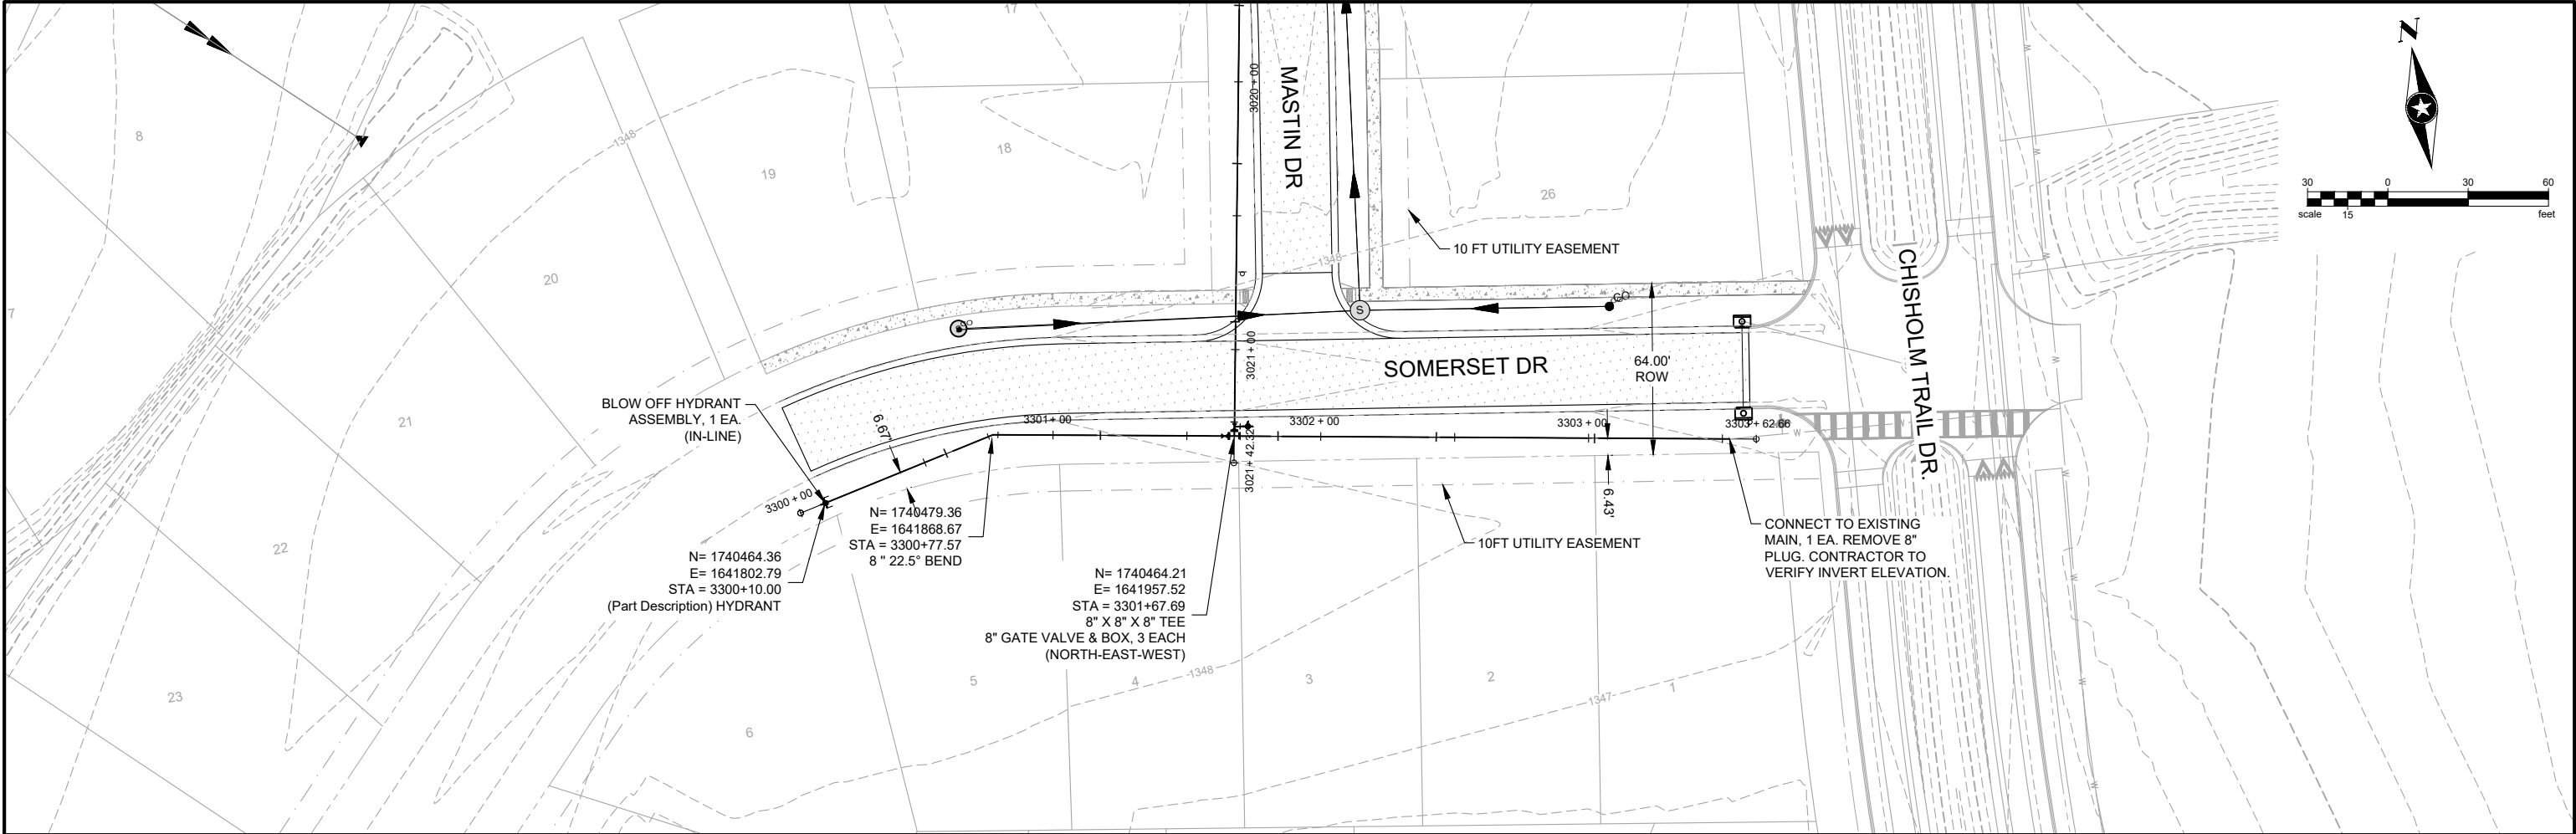 17
N
30
0
30
60
scale
15
feet
8
1348
19
18
3020 + 00
MASTIN DR
26
10 FT UTILITY EASEMENT
1348
20
7
CO
S
CO
3021 + 00
SOMERSET DR
64.00'
ROW
CHISHOLM TRAIL DR.
BLOW OFF HYDRANT
ASSEMBLY, 1 EA.
(IN-LINE)
21
6.67'
3301 + 00
3021 + 42.32
3302 + 00
3303 + 00
3303 + 62.66
W
W
W
W
W
W
W
W
W
6.43'
3300 + 00
N= 1740479.36
E= 1641868.67
STA = 3300+77.57
8 " 22.5° BEND
10FT UTILITY EASEMENT
CONNECT TO EXISTING
MAIN, 1 EA. REMOVE 8"
PLUG. CONTRACTOR TO
VERIFY INVERT ELEVATION.
22
N= 1740464.36
E= 1641802.79
STA = 3300+10.00
(Part Description) HYDRANT
N= 1740464.21
E= 1641957.52
STA = 3301+67.69
8" X 8" X 8" TEE
8" GATE VALVE & BOX, 3 EACH
(NORTH-EAST-WEST)
23
6
5
4
1348
3
2
1347
1